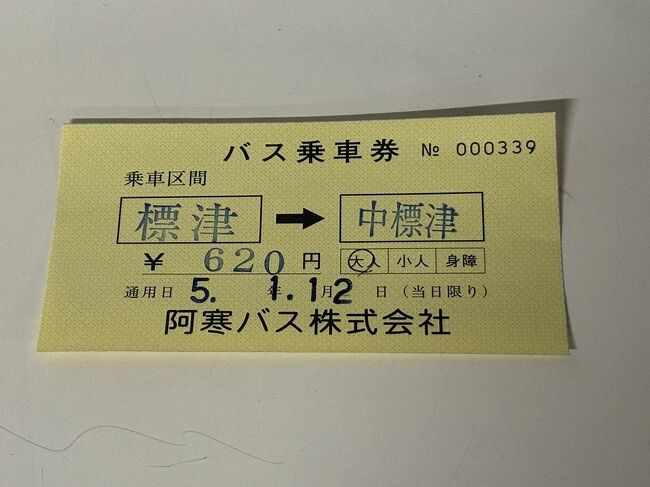 バス乗車券 № 000339
乗車区間
標津 → 中標津
¥ 620 円 大人 小人 身障
通用日 5. 年 1. 月 12 日 (当日限り)
阿寒バス株式会社